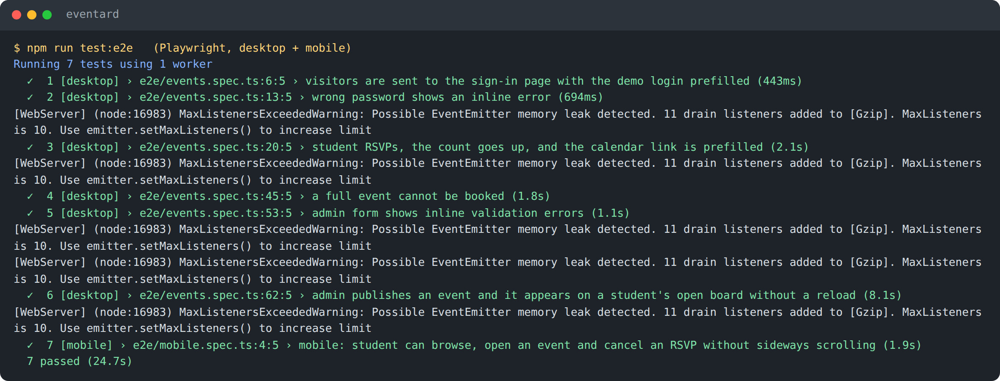 eventard
$ npm run test:e2e   (Playwright, desktop + mobile)
Running 7 tests using 1 worker
  ✓  1 [desktop] › e2e/events.spec.ts:6:5 › visitors are sent to the sign-in page with the demo login prefilled (443ms)
  ✓  2 [desktop] › e2e/events.spec.ts:13:5 › wrong password shows an inline error (694ms)
[WebServer] (node:16983) MaxListenersExceededWarning: Possible EventEmitter memory leak detected. 11 drain listeners added to [Gzip]. MaxListeners
is 10. Use emitter.setMaxListeners() to increase limit
  ✓  3 [desktop] › e2e/events.spec.ts:20:5 › student RSVPs, the count goes up, and the calendar link is prefilled (2.1s)
[WebServer] (node:16983) MaxListenersExceededWarning: Possible EventEmitter memory leak detected. 11 drain listeners added to [Gzip]. MaxListeners
is 10. Use emitter.setMaxListeners() to increase limit
  ✓  4 [desktop] › e2e/events.spec.ts:45:5 › a full event cannot be booked (1.8s)
  ✓  5 [desktop] › e2e/events.spec.ts:53:5 › admin form shows inline validation errors (1.1s)
[WebServer] (node:16983) MaxListenersExceededWarning: Possible EventEmitter memory leak detected. 11 drain listeners added to [Gzip]. MaxListeners
is 10. Use emitter.setMaxListeners() to increase limit
[WebServer] (node:16983) MaxListenersExceededWarning: Possible EventEmitter memory leak detected. 11 drain listeners added to [Gzip]. MaxListeners
is 10. Use emitter.setMaxListeners() to increase limit
  ✓  6 [desktop] › e2e/events.spec.ts:62:5 › admin publishes an event and it appears on a student's open board without a reload (8.1s)
[WebServer] (node:16983) MaxListenersExceededWarning: Possible EventEmitter memory leak detected. 11 drain listeners added to [Gzip]. MaxListeners
is 10. Use emitter.setMaxListeners() to increase limit
  ✓  7 [mobile] › e2e/mobile.spec.ts:4:5 › mobile: student can browse, open an event and cancel an RSVP without sideways scrolling (1.9s)
  7 passed (24.7s)